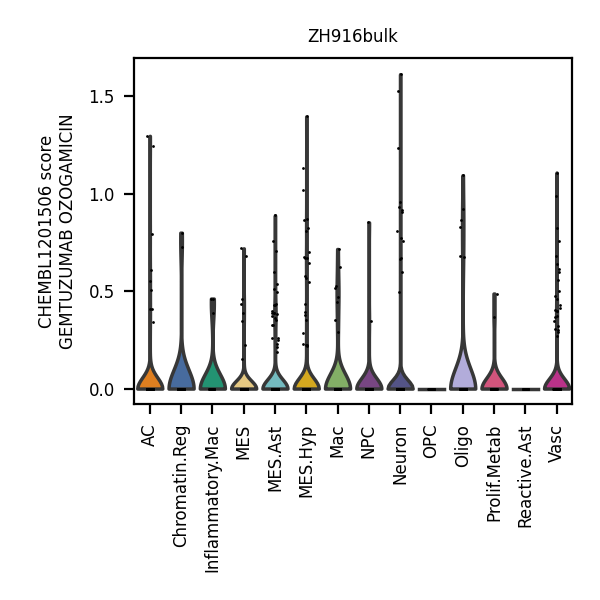 ZH916bulk
CHEMBL1201506 score
GEMTUZUMAB OZOGAMICIN
1.5
1.0
0.5
0.0
AC
Chromatin.Reg
Inflammatory.Mac
MES
MES.Ast
MES.Hyp
Mac
NPC
Neuron
OPC
Oligo
Prolif.Metab
Reactive.Ast
Vasc